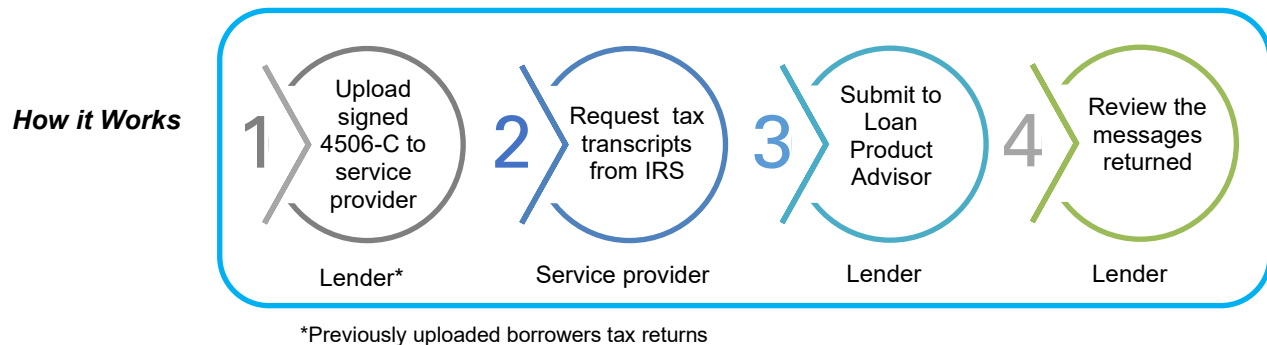 How it Works
1
Upload
signed
4506-C to
service
provider
Lender*
2
Request tax
transcripts
from IRS
Service provider
3
Submit to
Loan
Product
Advisor
Lender
4
Review the
messages
returned
Lender
*Previously uploaded borrowers tax returns